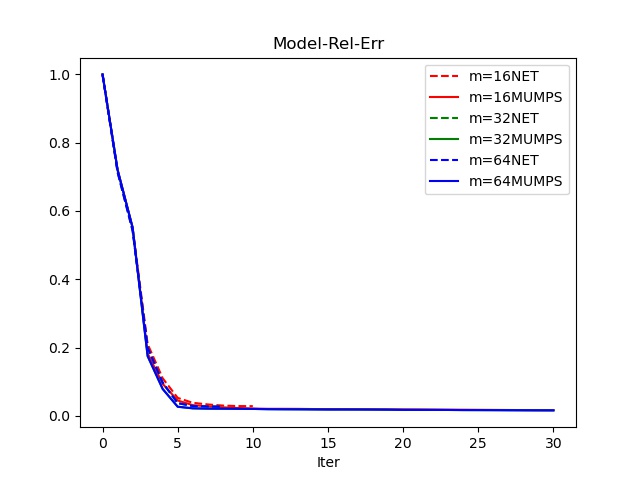 Model-Rel-Err
1.0
0.8
0.6
0.4
0.2
0.0
m=16NET
m=16MUMPS
m=32NET
m=32MUMPS
m=64NET
m=64MUMPS
0 5 10 15 20 25 30
Iter